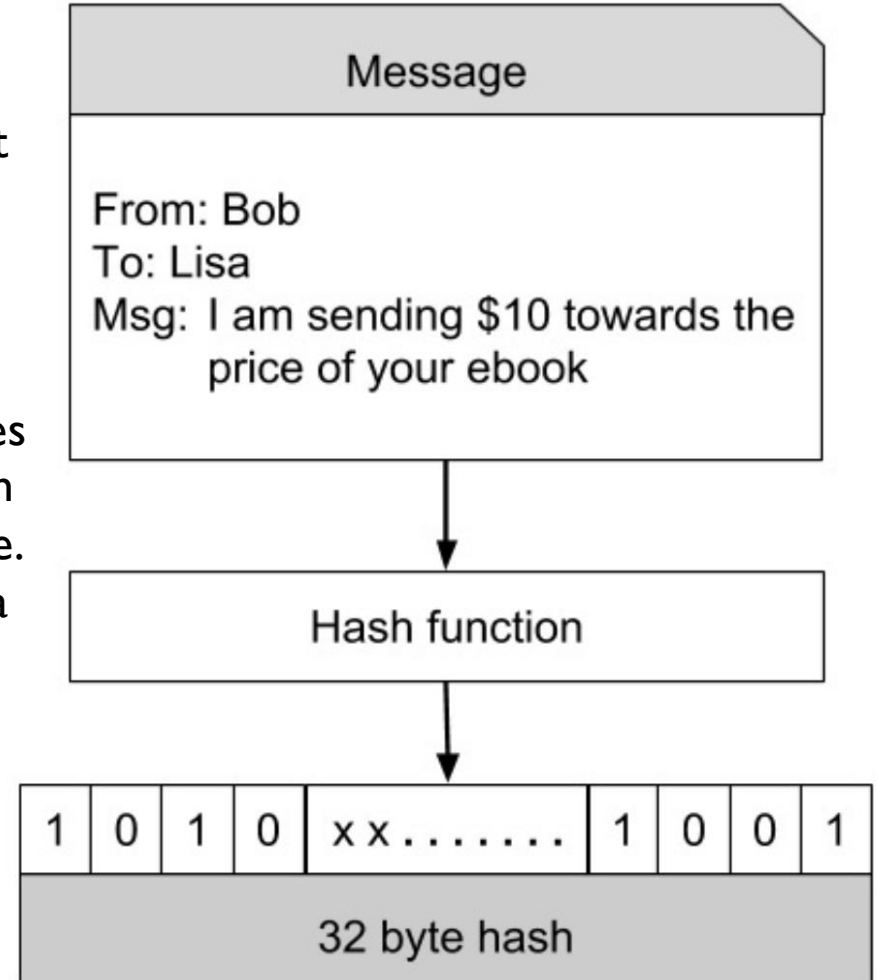 Message
t
From: Bob
To: Lisa
Msg: I am sending $10 towards the
price of your ebook
es
n
e.
a
Hash function
1 0 1 0 x x . . . . . . . 1 0 0 1
32 byte hash